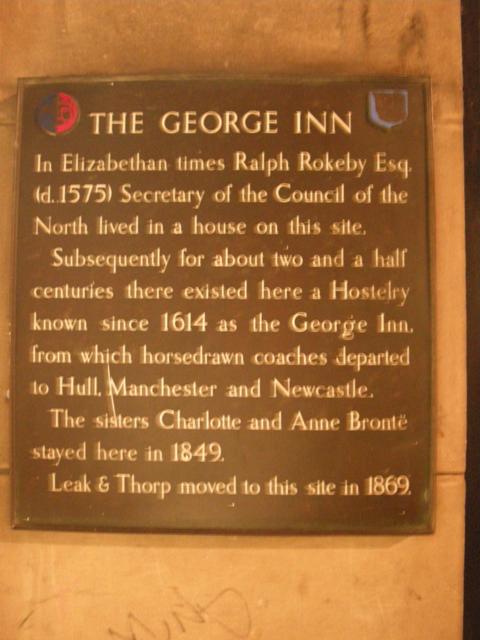 THE GEORGE INN
In Elizabethan times Ralph Rokeby Esq.
(d.1575) Secretary of the Council of the
North lived in a house on this site.
Subsequently for about two and a half
centuries there existed here a Hostelry
known since 1614 as the George Inn,
from which horsedrawn coaches departed
to Hull, Manchester and Newcastle.
The sisters Charlotte and Anne Brontë
stayed here in 1849.
Leak & Thorp moved to this site in 1869.